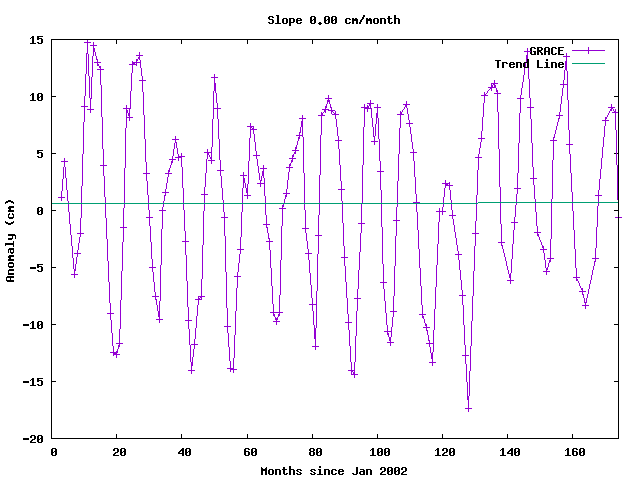 Slope 0.00 cm/month
GRACE
Trend Line
15
10
5
0
-5
-10
-15
-20
Anomaly (cm)
0 20 40 60 80 100 120 140 160
Months since Jan 2002